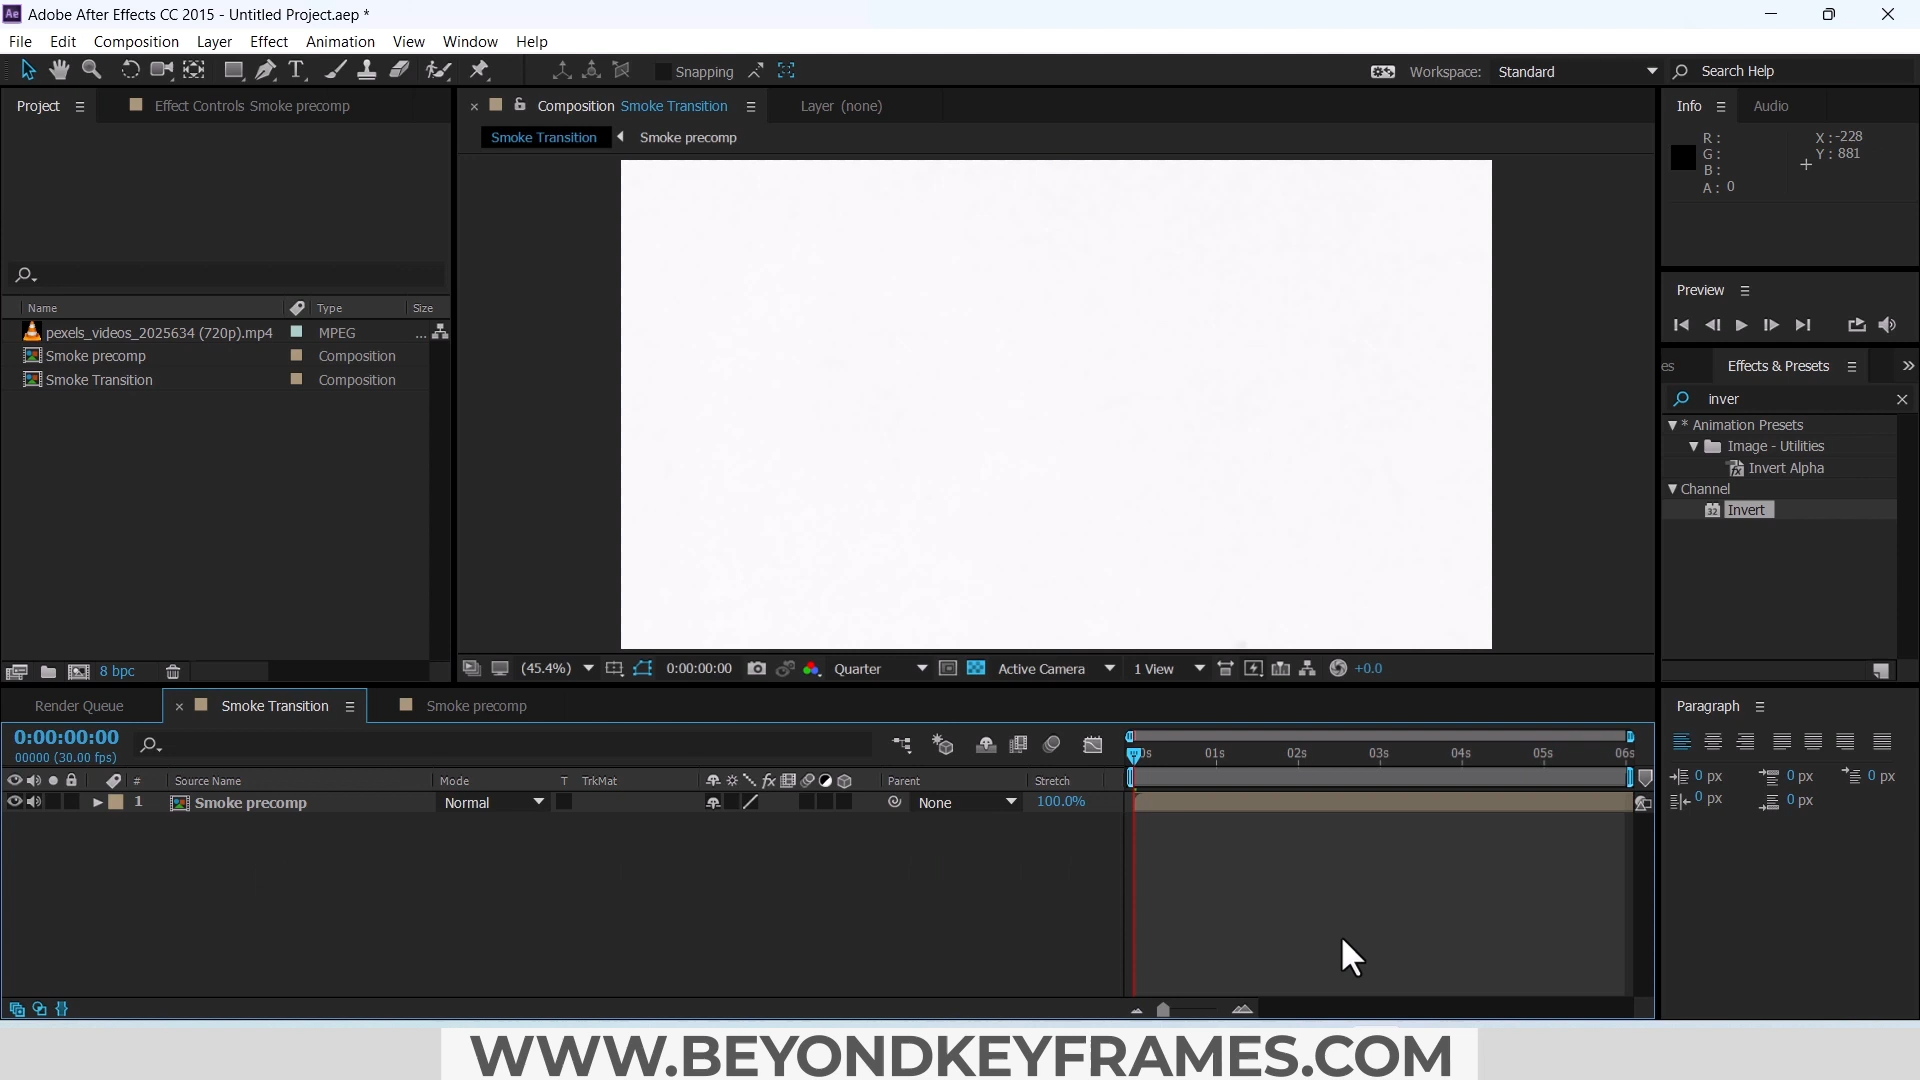 Ae Adobe After Effects CC 2015 - Untitled Project.aep *
File Edit Composition Layer Effect Animation View Window Help
Snapping
Workspace: Standard
Search Help
Project
Effect Controls Smoke precomp
Composition Smoke Transition
Layer (none)
Smoke Transition
Smoke precomp
Info
Audio
R :
G :
B :
A : 0
X : -228
Y : 881
Name Type Size
pexels_videos_2025634 (720p).mp4 MPEG ...
Smoke precomp Composition
Smoke Transition Composition
Preview
es
Effects & Presets
inver
* Animation Presets
Image - Utilities
Invert Alpha
Channel
32 Invert
8 bpc
(45.4%) 0:00:00:00 Quarter Active Camera 1 View +0.0
Render Queue
Smoke Transition
Smoke precomp
Paragraph
0:00:00:00
00000 (30.00 fps)
0s 01s 02s 03s 04s 05s 06s
# Source Name Mode T TrkMat fx Parent Stretch
1 Smoke precomp Normal None 100.0%
0 px 0 px 0 px
0 px 0 px
WWW.BEYONDKEYFRAMES.COM